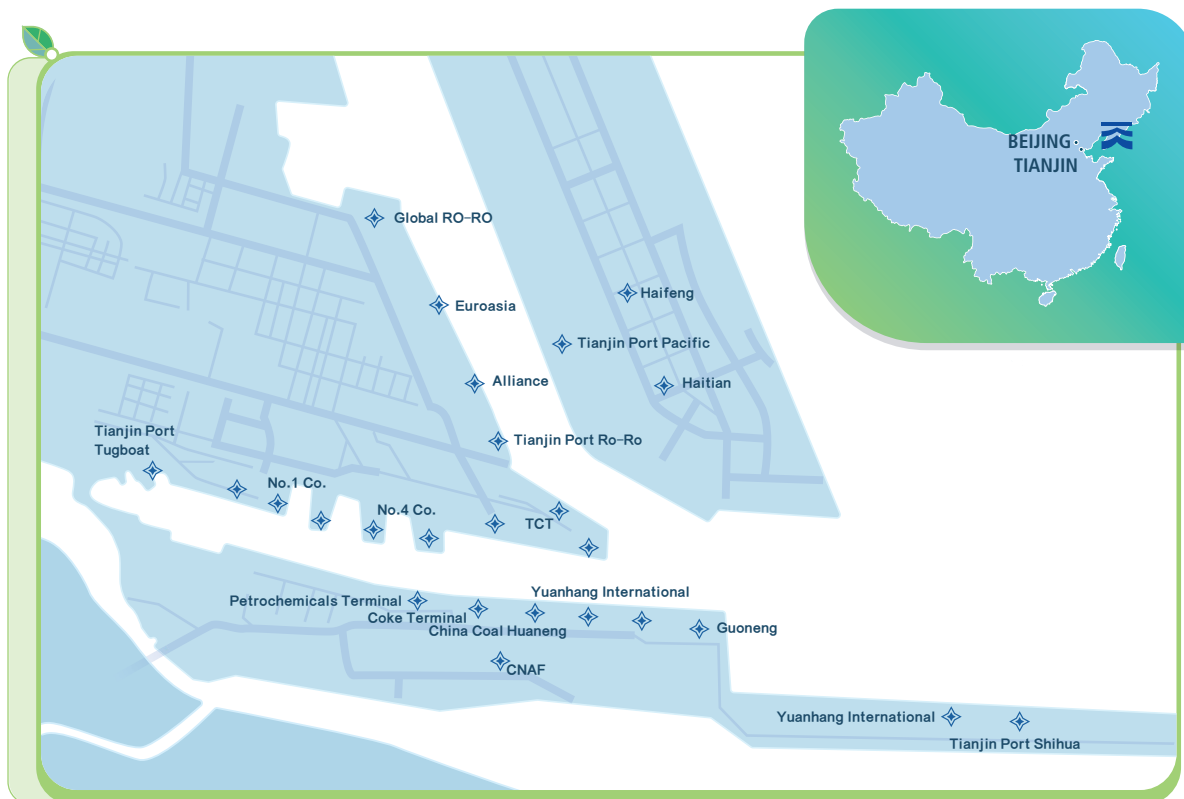 BEIJING
TIANJIN
Global RO-RO
Haifeng
Euroasia
Tianjin Port Pacific
Alliance
Haitian
Tianjin Port
Tugboat
Tianjin Port Ro-Ro
No.1 Co.
No.4 Co.
TCT
Yuanhang International
Petrochemicals Terminal
Coke Terminal
China Coal Huaneng
Guoneng
CNAF
Yuanhang International
Tianjin Port Shihua